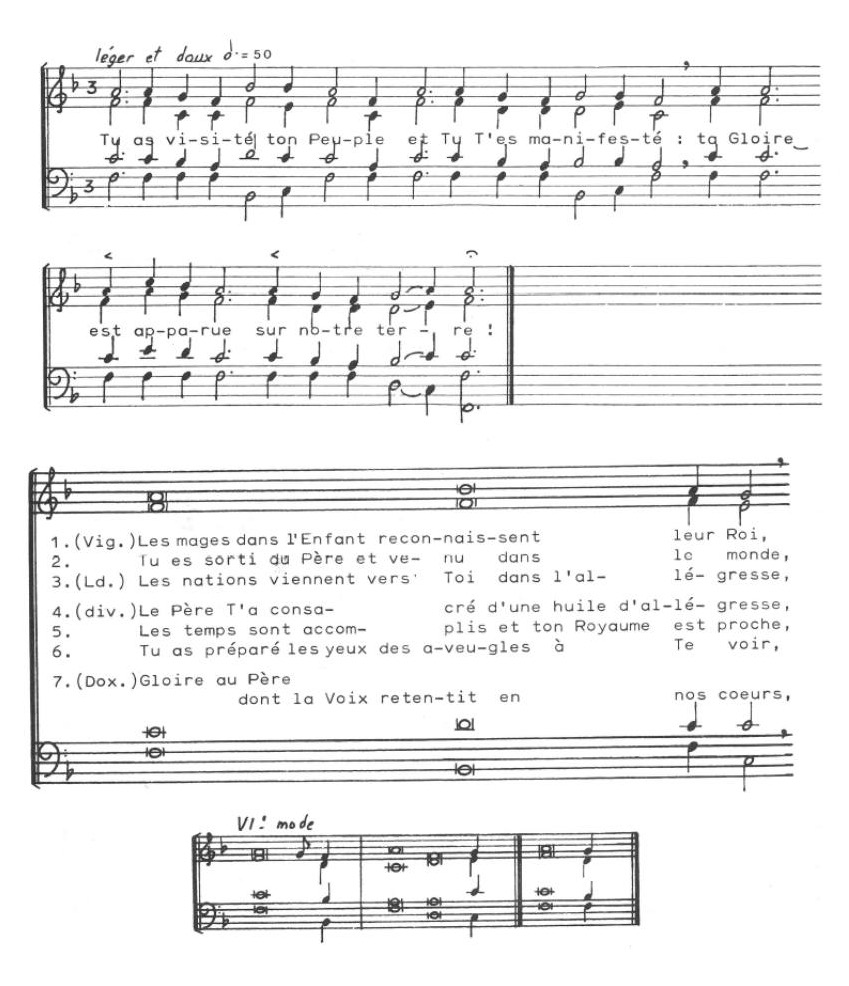 léger et doux = 50
3
Tu as vi-si-té ton Peu-ple et Tu T'es ma-ni-fes-té : ta Gloire
3
est ap-pa-rue sur no-tre ter - re !
1.(Vig.)Les mages dans l'Enfant recon-nais-sent leur Roi,
2. Tu es sorti du Père et ve- nu dans le monde,
3.(Ld.) Les nations viennent vers Toi dans l'al- lé- gresse,
4.(div.)Le Père T'a consa- cré d'une huile d'al-lé- gresse,
5. Les temps sont accom- plis et ton Royaume est proche,
6. Tu as préparé les yeux des a-veu-gles à Te voir,
7.(Dox.)Gloire au Père
dont la Voix reten-tit en nos coeurs,
VI: mode